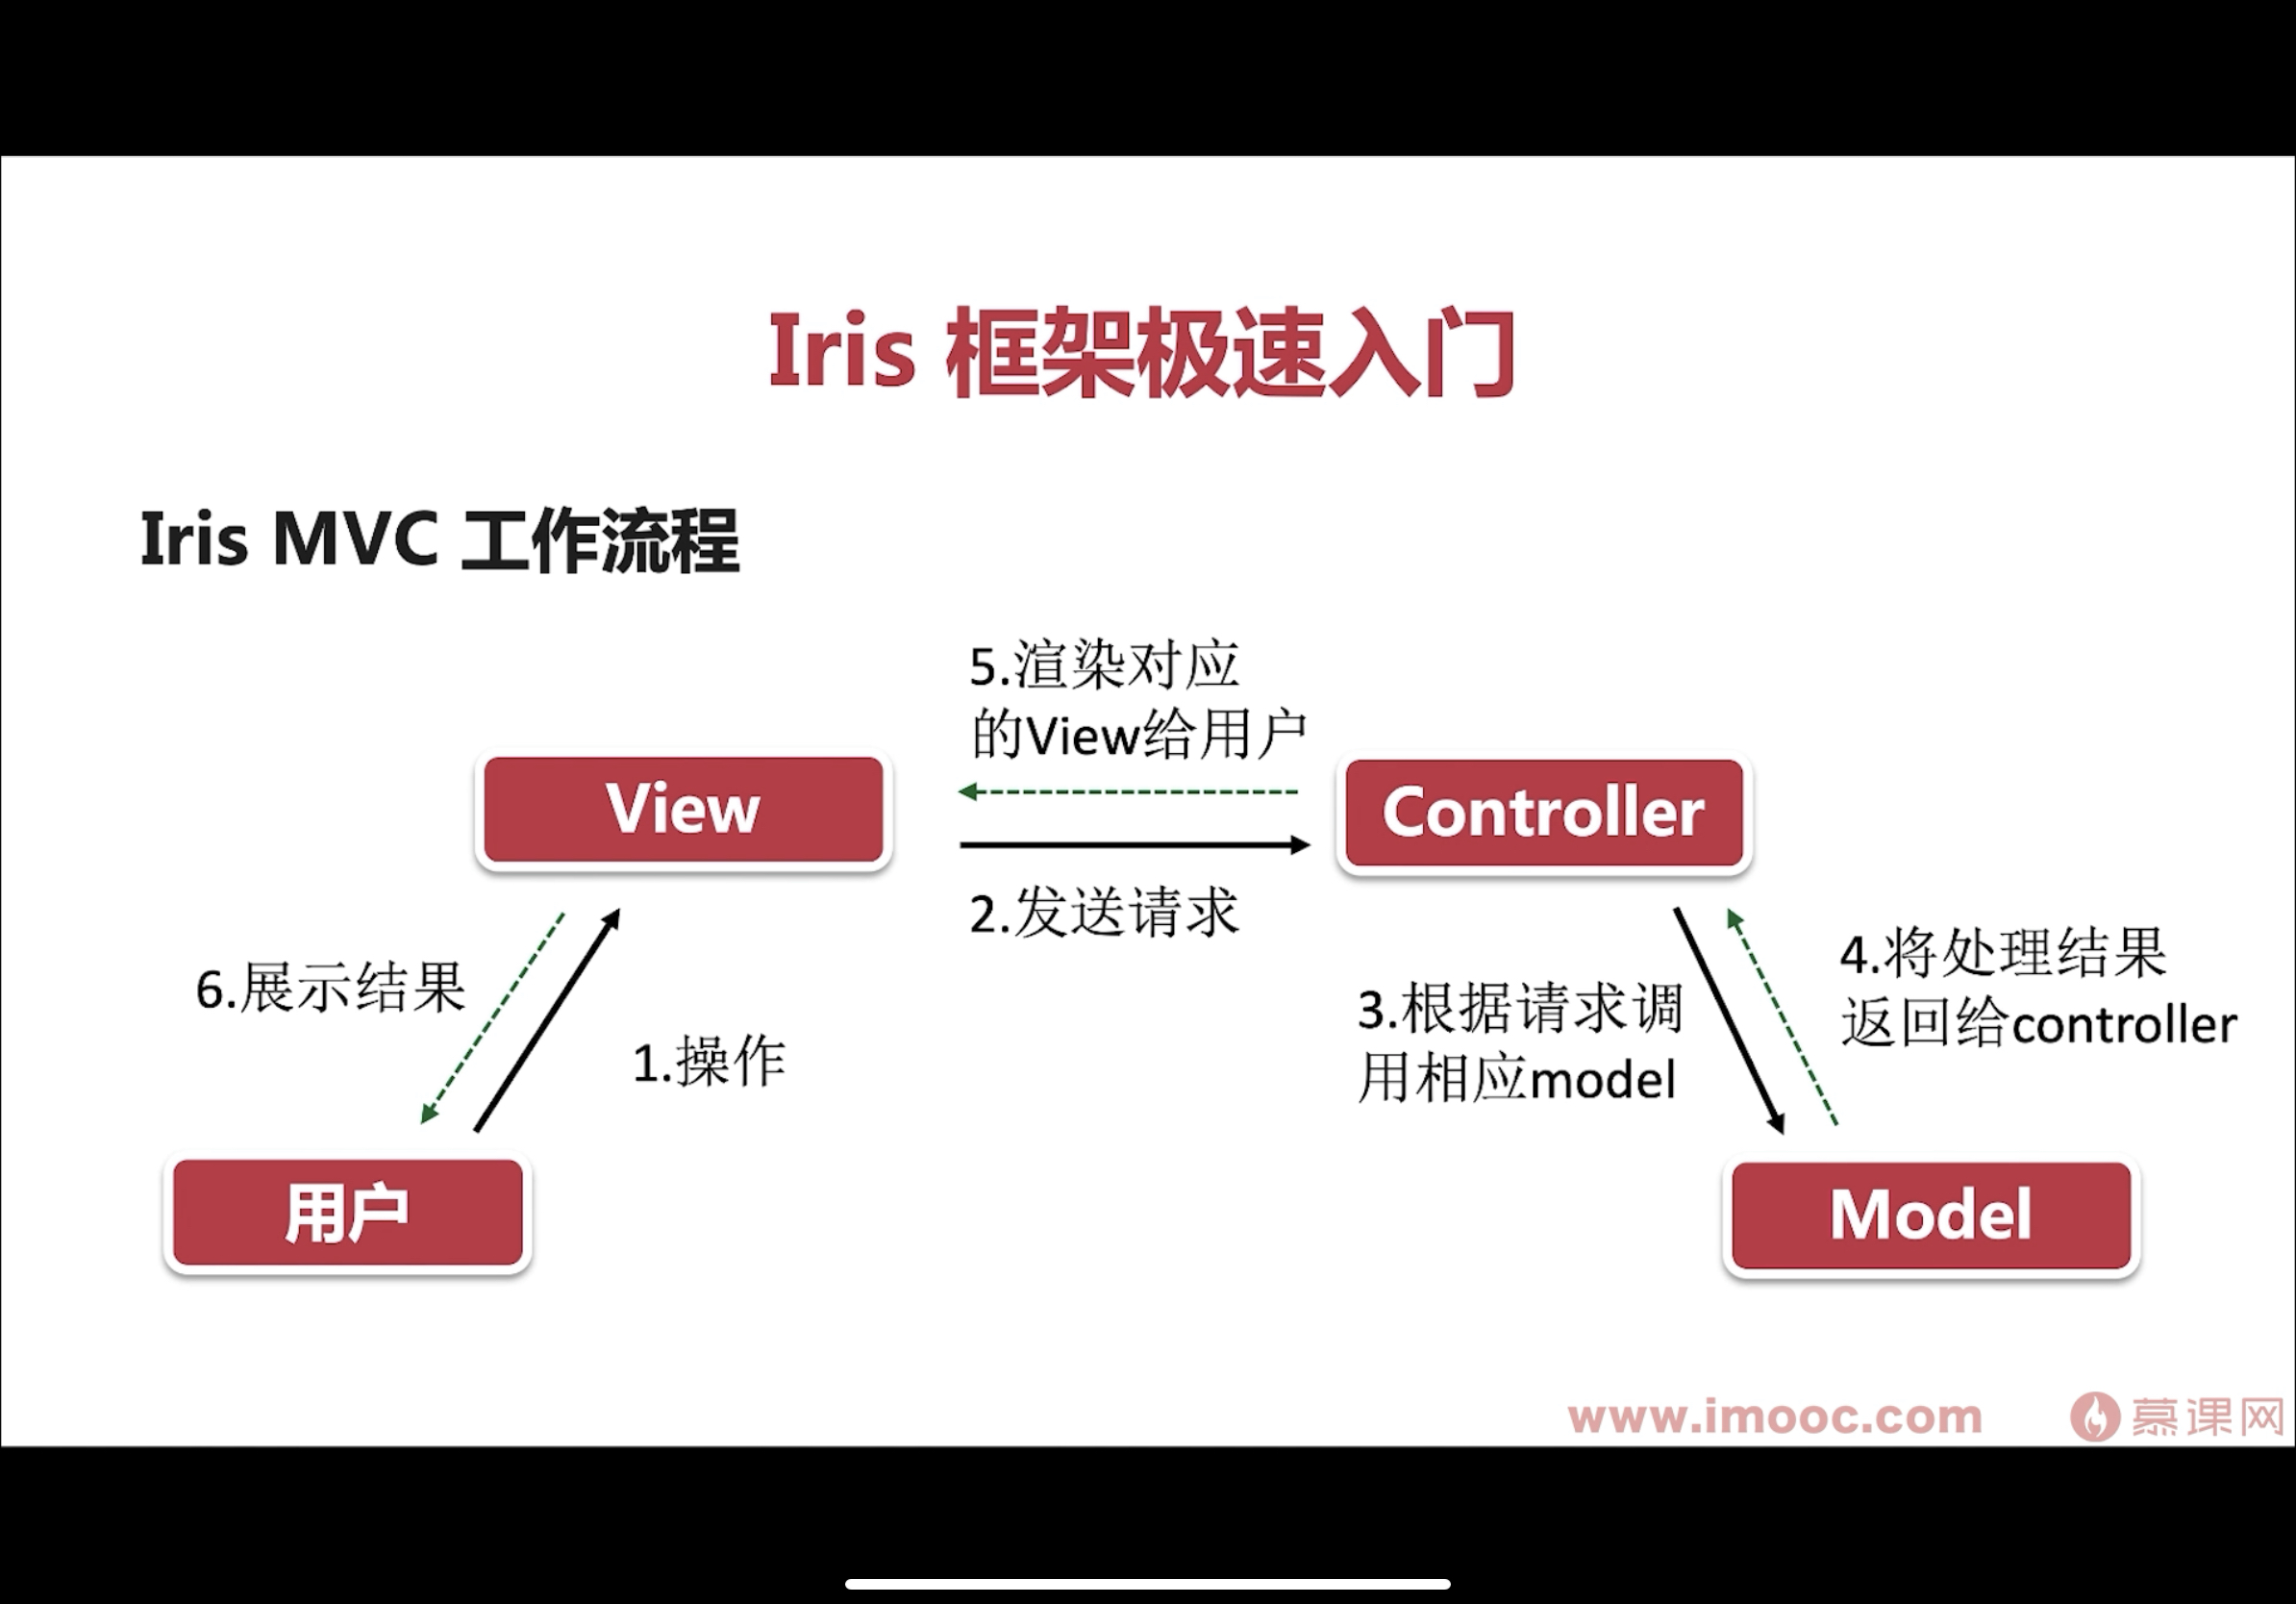 Iris 框架极速入门
Iris MVC 工作流程
5.渲染对应
的View给用户
View
Controller
2.发送请求
6.展示结果
1.操作
3.根据请求调
用相应model
4.将处理结果
返回给controller
用户
Model
www.imooc.com
慕课网